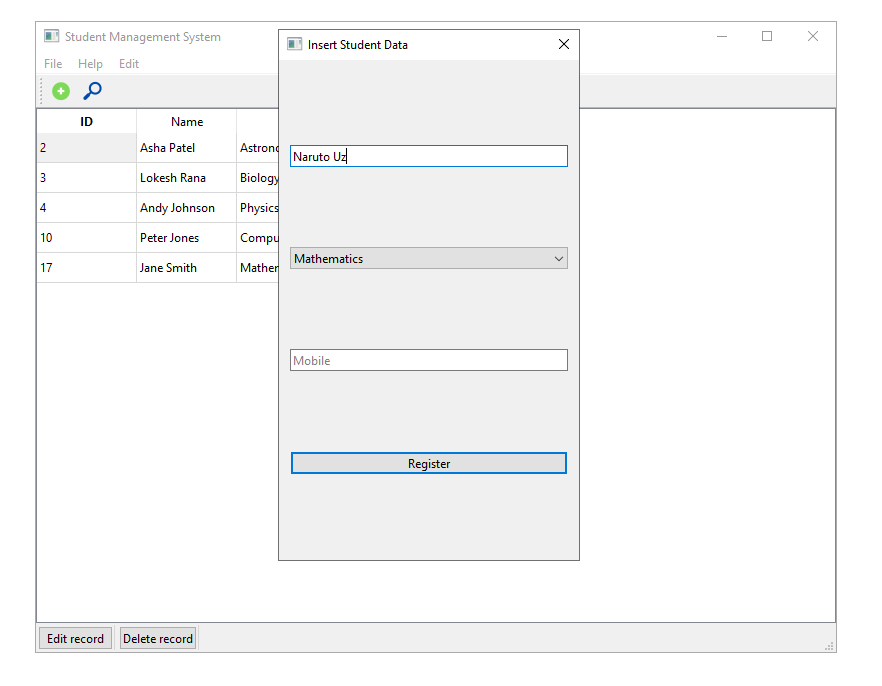 Student Management System
File Help Edit
ID Name
2 Asha Patel Astrono
3 Lokesh Rana Biology
4 Andy Johnson Physics
10 Peter Jones Compu
17 Jane Smith Mather
Insert Student Data
Naruto Uz
Mathematics
Mobile
Register
Edit record Delete record